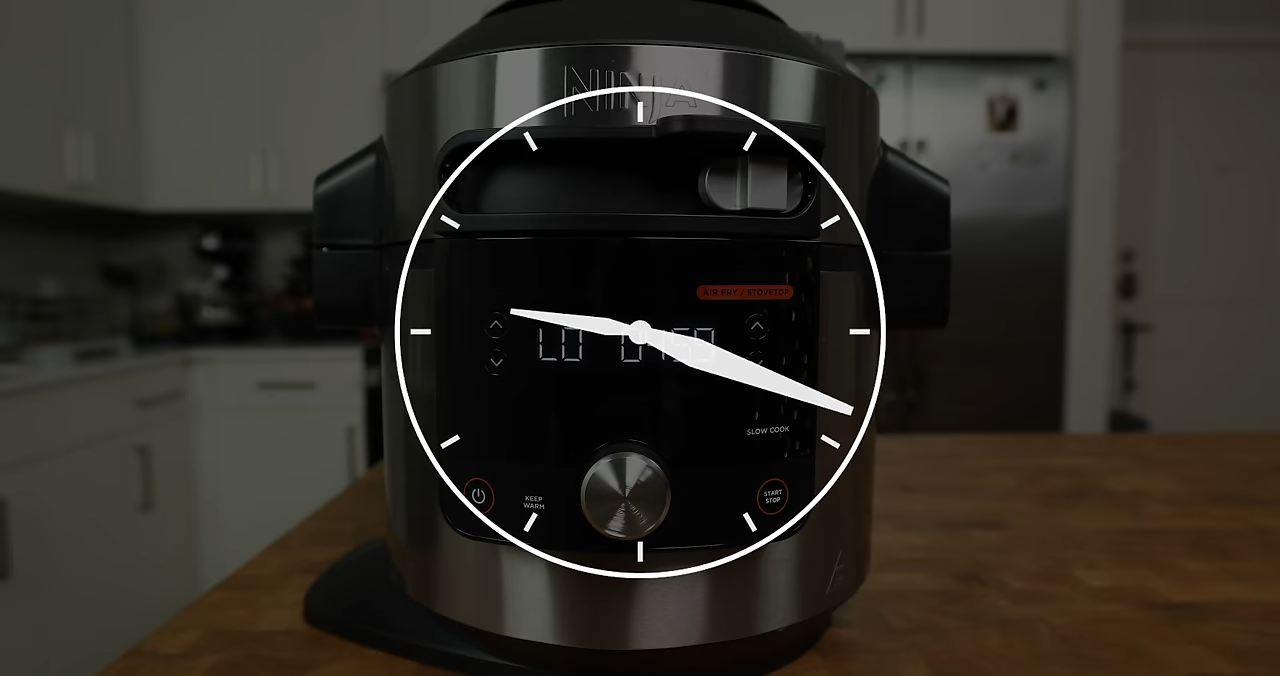 NINJA
AIR FRY / STOVETOP
LO
SLOW COOK
KEEP
WARM
START
STOP